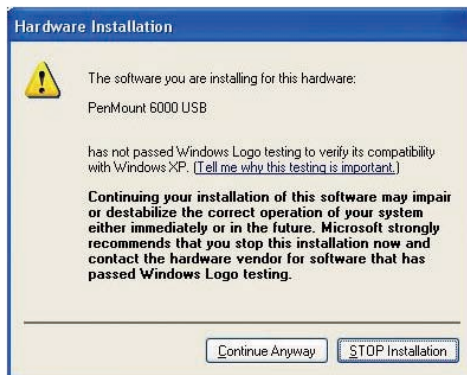 Hardware Installation
The software you are installing for this hardware:
PenMount 6000 USB
has not passed Windows Logo testing to verify its compatibility
with Windows XP. (Tell me why this testing is important.)
Continuing your installation of this software may impair
or destabilize the correct operation of your system
either immediately or in the future. Microsoft strongly
recommends that you stop this installation now and
contact the hardware vendor for software that has
passed Windows Logo testing.
Continue Anyway STOP Installation